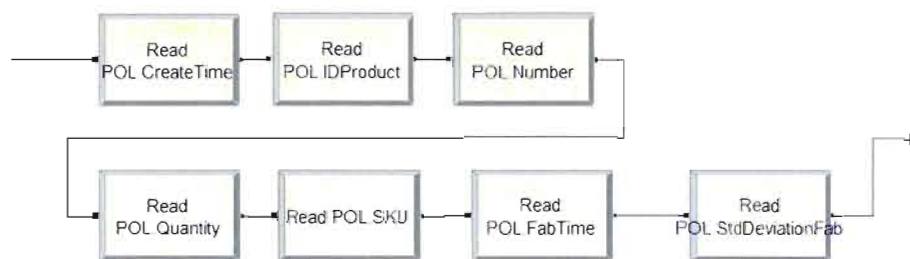 Read
POL CreateTime
Read
POL IDProduct
Read
POL Number
Read
POL Quantity
Read POL SKU
Read
POL FabTime
Read
POL StdDeviationFab